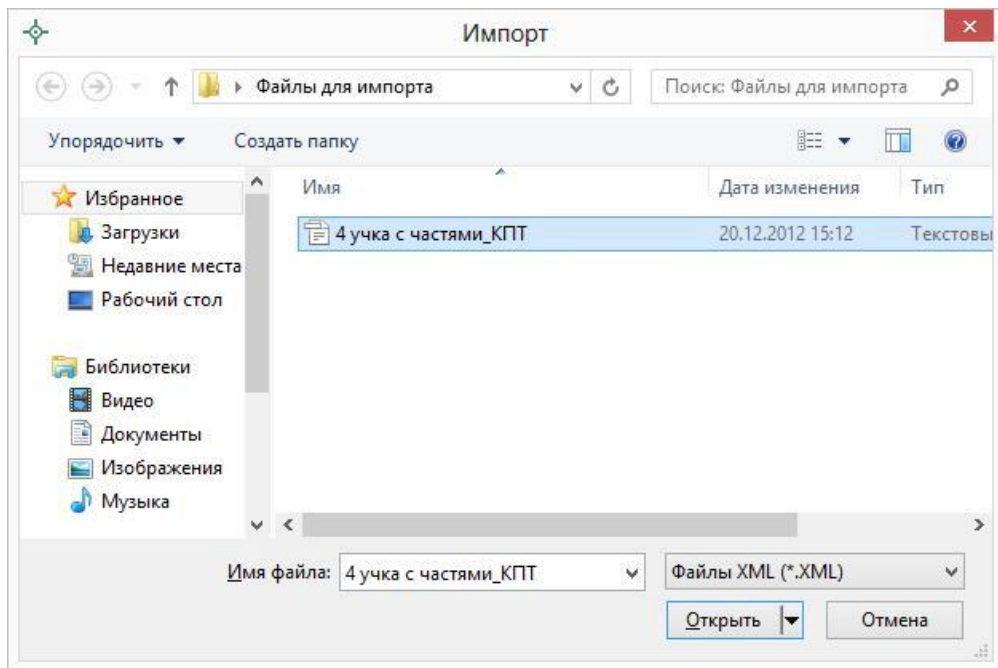 Импорт
Файлы для импорта
Поиск: Файлы для импорта
Упорядочить
Создать папку
Избранное
Загрузки
Недавние места
Рабочий стол
Библиотеки
Видео
Документы
Изображения
Музыка
Имя Дата изменения Тип
4 учка с частями_КПТ 20.12.2012 15:12 Текстовы
Имя файла: 4 учка с частями_КПТ Файлы XML (*.XML)
Открыть Отмена